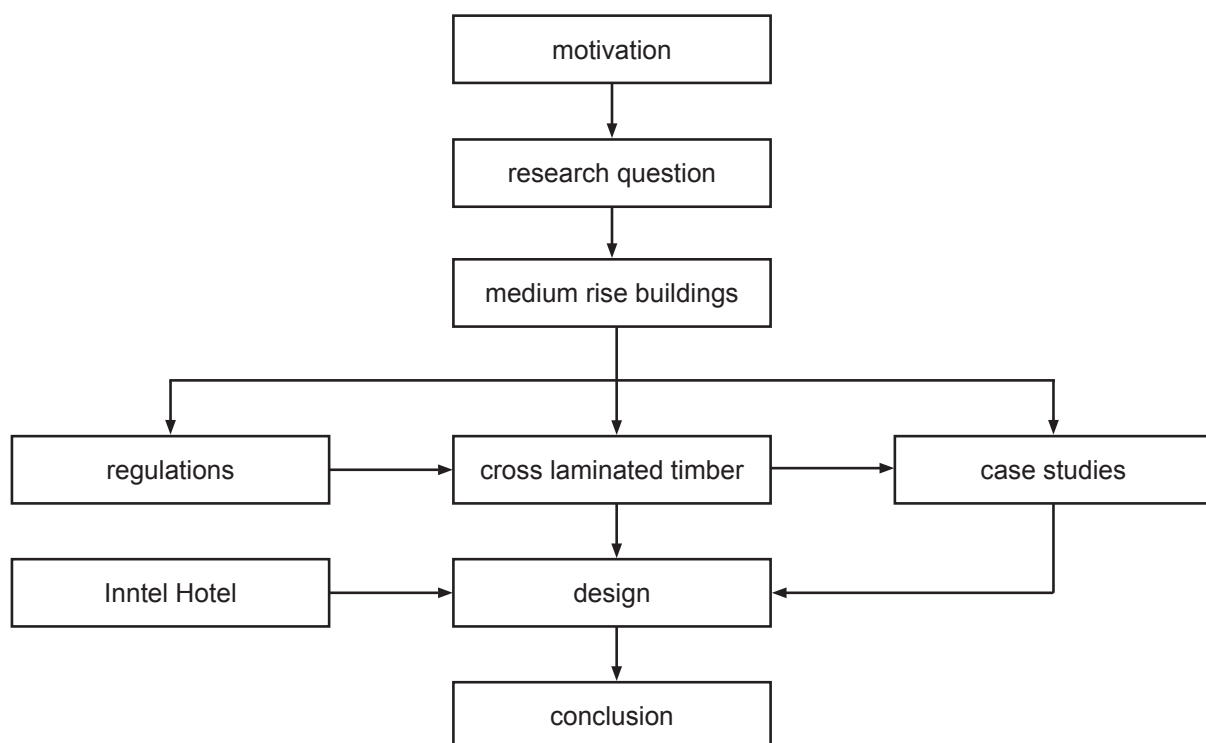 motivation
research question
medium rise buildings
regulations
cross laminated timber
case studies
Inntel Hotel
design
conclusion